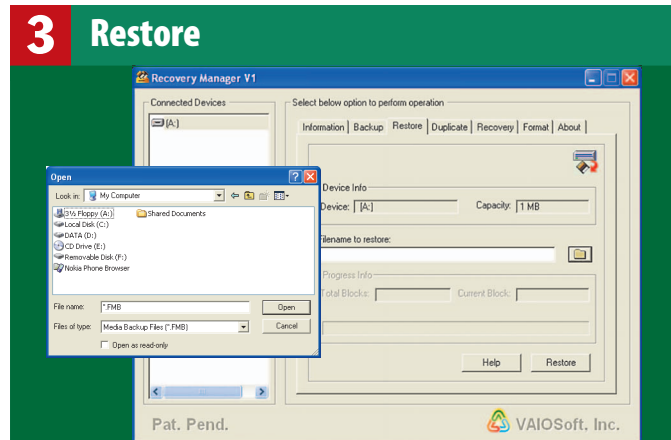 3 Restore
Recovery Manager V1
Connected Devices
[A:]
Select below option to perform operation
Information Backup Restore Duplicate Recovery Format About
Device Info
Device: [A:] Capacity: 1 MB
Filename to restore:
Progress Info
Total Blocks: Current Block:
Help Restore
Open
Look in: My Computer
3½ Floppy (A:) Shared Documents
Local Disk (C:)
DATA (D:)
CD Drive (E:)
Removable Disk (F:)
Nokia Phone Browser
File name: *.FMB Open
Files of type: Media Backup Files (*.FMB) Cancel
Open as read-only
Pat. Pend. VAIOSoft, Inc.